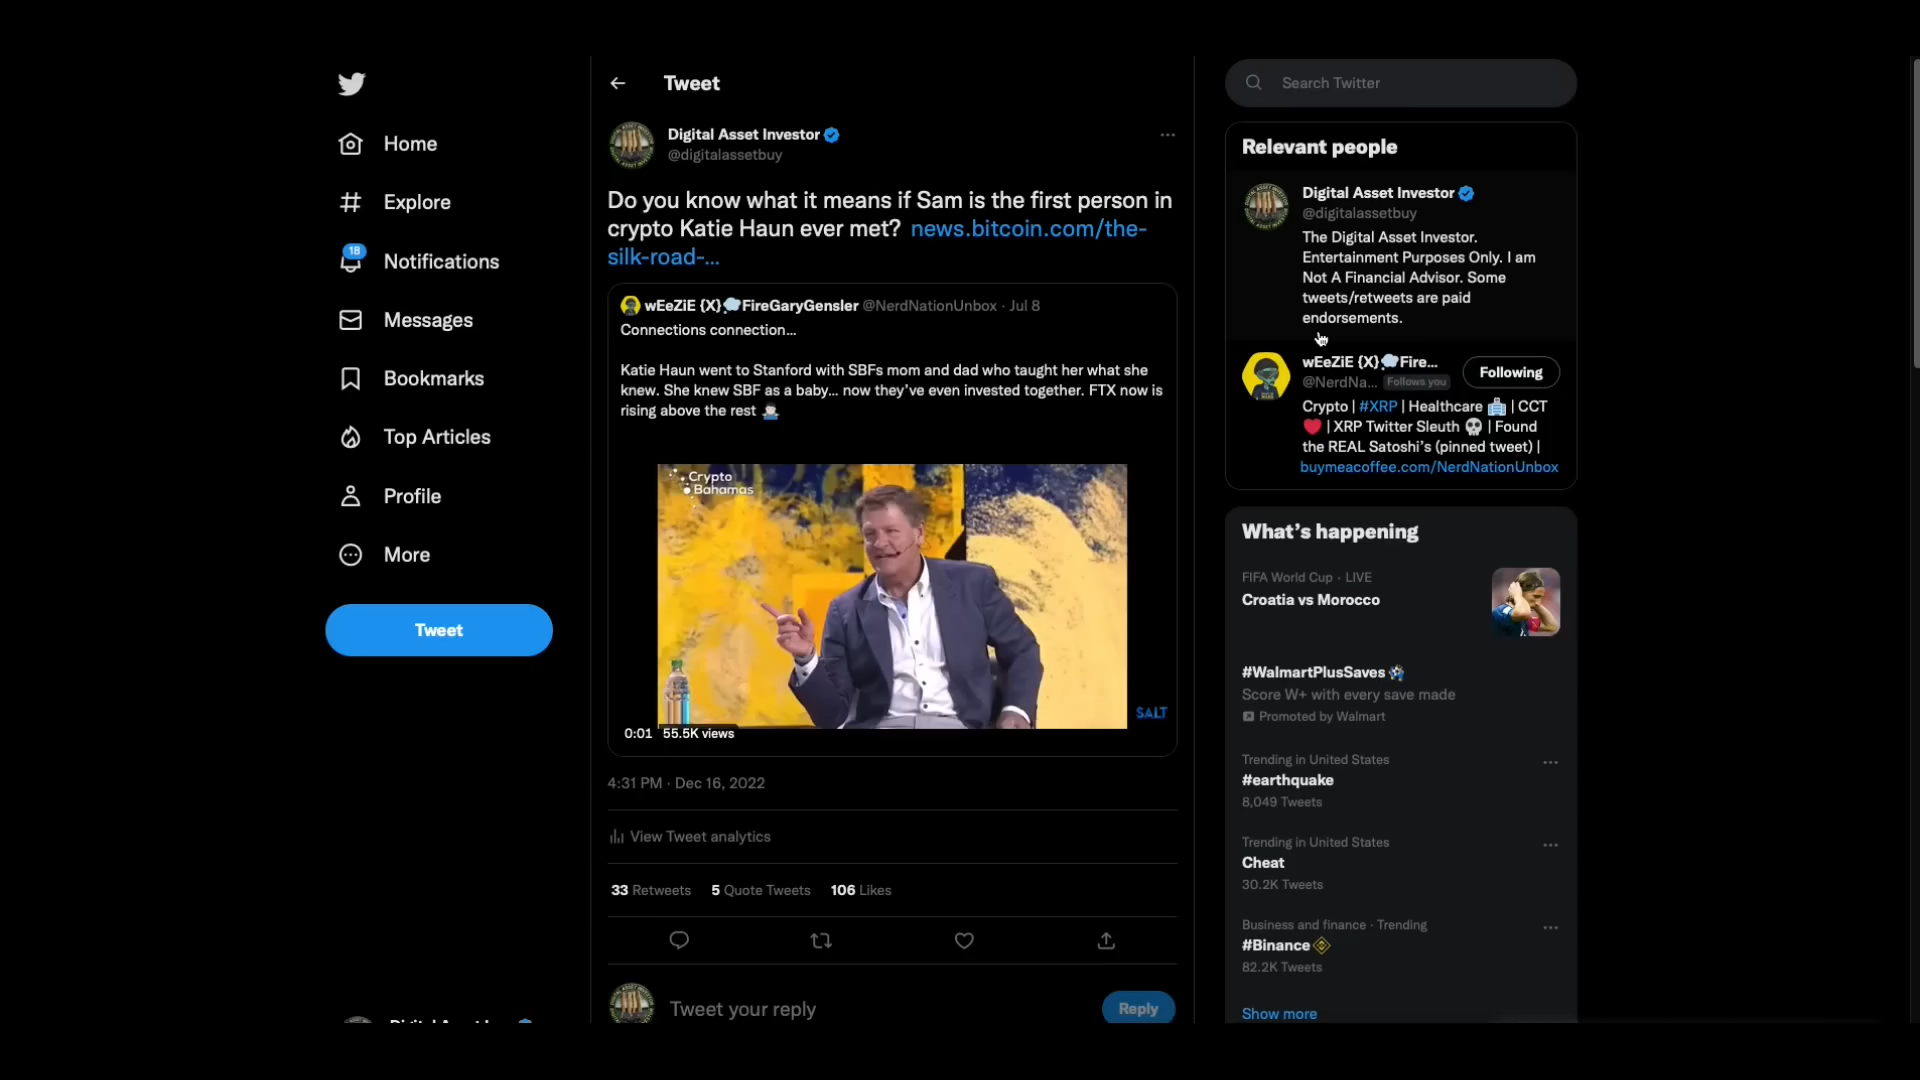 Home
Explore
18
Notifications
Messages
Bookmarks
Top Articles
Profile
More
Tweet
Tweet
Digital Asset Investor
@digitalassetbuy
Do you know what it means if Sam is the first person in
crypto Katie Haun ever met? news.bitcoin.com/the-
silk-road-...
wEeZiE {X}💭FireGaryGensler @NerdNationUnbox · Jul 8
Connections connection...
Katie Haun went to Stanford with SBFs mom and dad who taught her what she
knew. She knew SBF as a baby... now they've even invested together. FTX now is
rising above the rest
Crypto
Bahamas
SALT
0:01 55.5K views
4:31 PM · Dec 16, 2022
View Tweet analytics
33 Retweets 5 Quote Tweets 106 Likes
Tweet your reply
Reply
Search Twitter
Relevant people
Digital Asset Investor
@digitalassetbuy
The Digital Asset Investor.
Entertainment Purposes Only. I am
Not A Financial Advisor. Some
tweets/retweets are paid
endorsements.
wEeZiE {X}💭Fire...
@NerdNa... Follows you
Following
Crypto | #XRP | Healthcare 🏥 | CCT
❤️ | XRP Twitter Sleuth 💀 | Found
the REAL Satoshi's (pinned tweet) |
buymeacoffee.com/NerdNationUnbox
What's happening
FIFA World Cup · LIVE
Croatia vs Morocco
#WalmartPlusSaves
Score W+ with every save made
Promoted by Walmart
Trending in United States
#earthquake
8,049 Tweets
Trending in United States
Cheat
30.2K Tweets
Business and finance · Trending
#Binance
82.2K Tweets
Show more